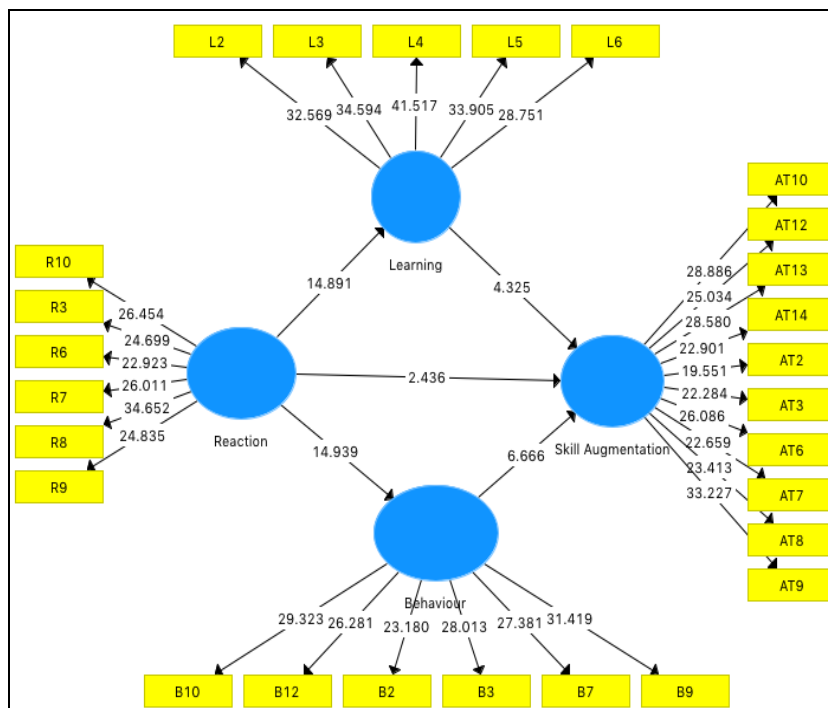 L2 L3 L4 L5 L6
32.569 34.594 41.517 33.905 28.751
Learning
R10
R3
R6
R7
R8
R9
26.454
24.699
22.923
26.011
34.652
24.835
Reaction
14.891
4.325
2.436
14.939
6.666
Skill Augmentation
28.886
25.034
28.580
22.901
19.551
22.284
26.086
22.659
23.413
33.227
AT10
AT12
AT13
AT14
AT2
AT3
AT6
AT7
AT8
AT9
Behaviour
29.323 26.281 23.180 28.013 27.381 31.419
B10 B12 B2 B3 B7 B9